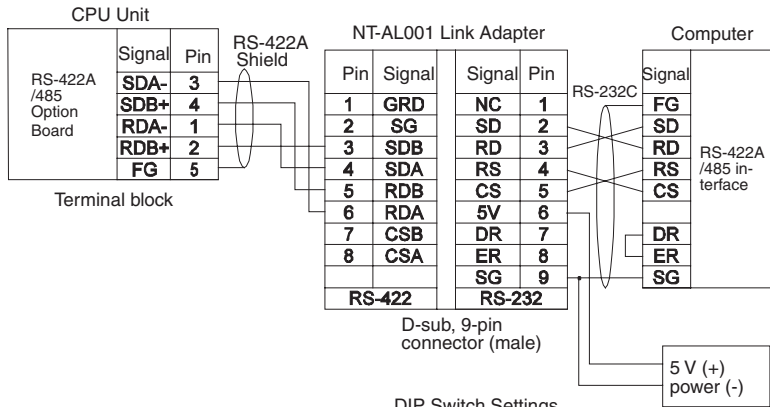 CPU Unit
RS-422A
/485
Option
Board
Signal Pin
SDA- 3
SDB+ 4
RDA- 1
RDB+ 2
FG 5
Terminal block
RS-422A
Shield
NT-AL001 Link Adapter
Pin Signal
1 GRD
2 SG
3 SDB
4 SDA
5 RDB
6 RDA
7 CSB
8 CSA
RS-422
Signal Pin
NC 1
SD 2
RD 3
RS 4
CS 5
5V 6
DR 7
ER 8
SG 9
RS-232
D-sub, 9-pin
connector (male)
RS-232C
Computer
Signal
FG
SD
RD
RS
CS
DR
ER
SG
RS-422A
/485 in-
terface
5 V (+)
power (-)
DIP Switch Settings